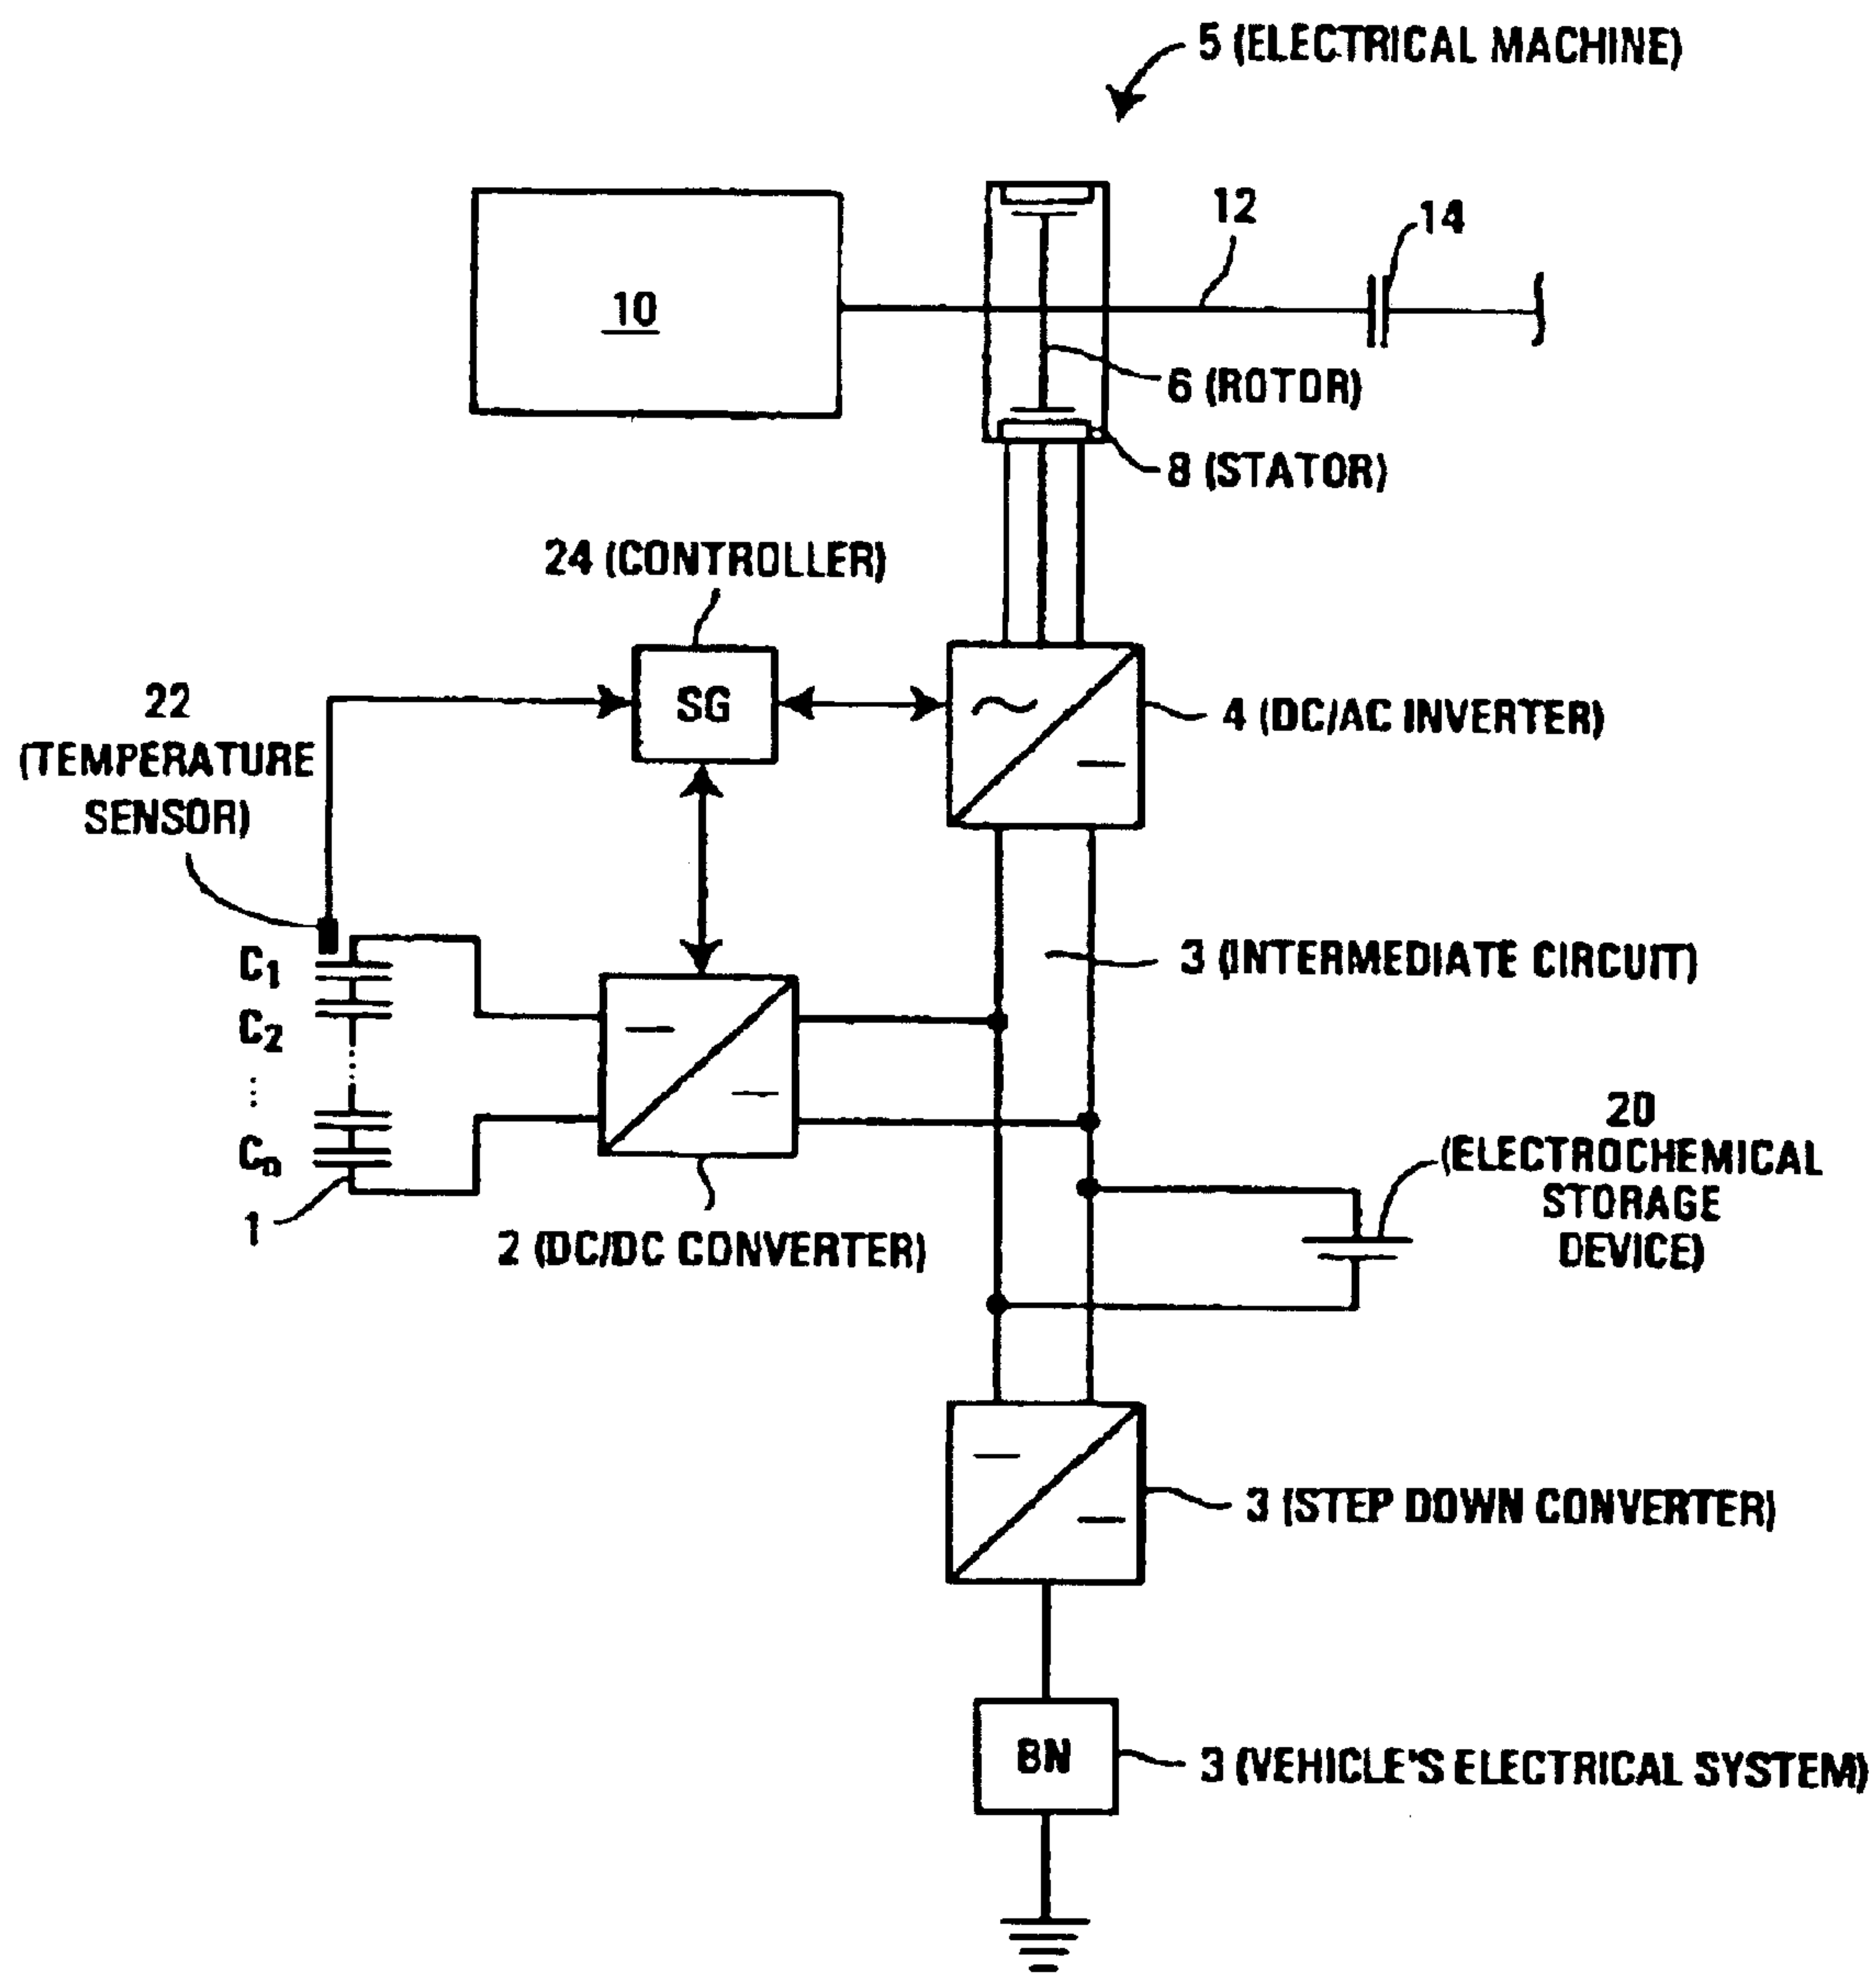 5 (ELECTRICAL MACHINE)
12
14
10
6 (ROTOR)
8 (STATOR)
24 (CONTROLLER)
22
(TEMPERATURE
SENSOR)
SG
4 (DC/AC INVERTER)
C1
C2
⋮
Cn
1
3 (INTERMEDIATE CIRCUIT)
2 (DC/DC CONVERTER)
20
(ELECTROCHEMICAL
STORAGE
DEVICE)
3 (STEP DOWN CONVERTER)
BN
3 (VEHICLE'S ELECTRICAL SYSTEM)